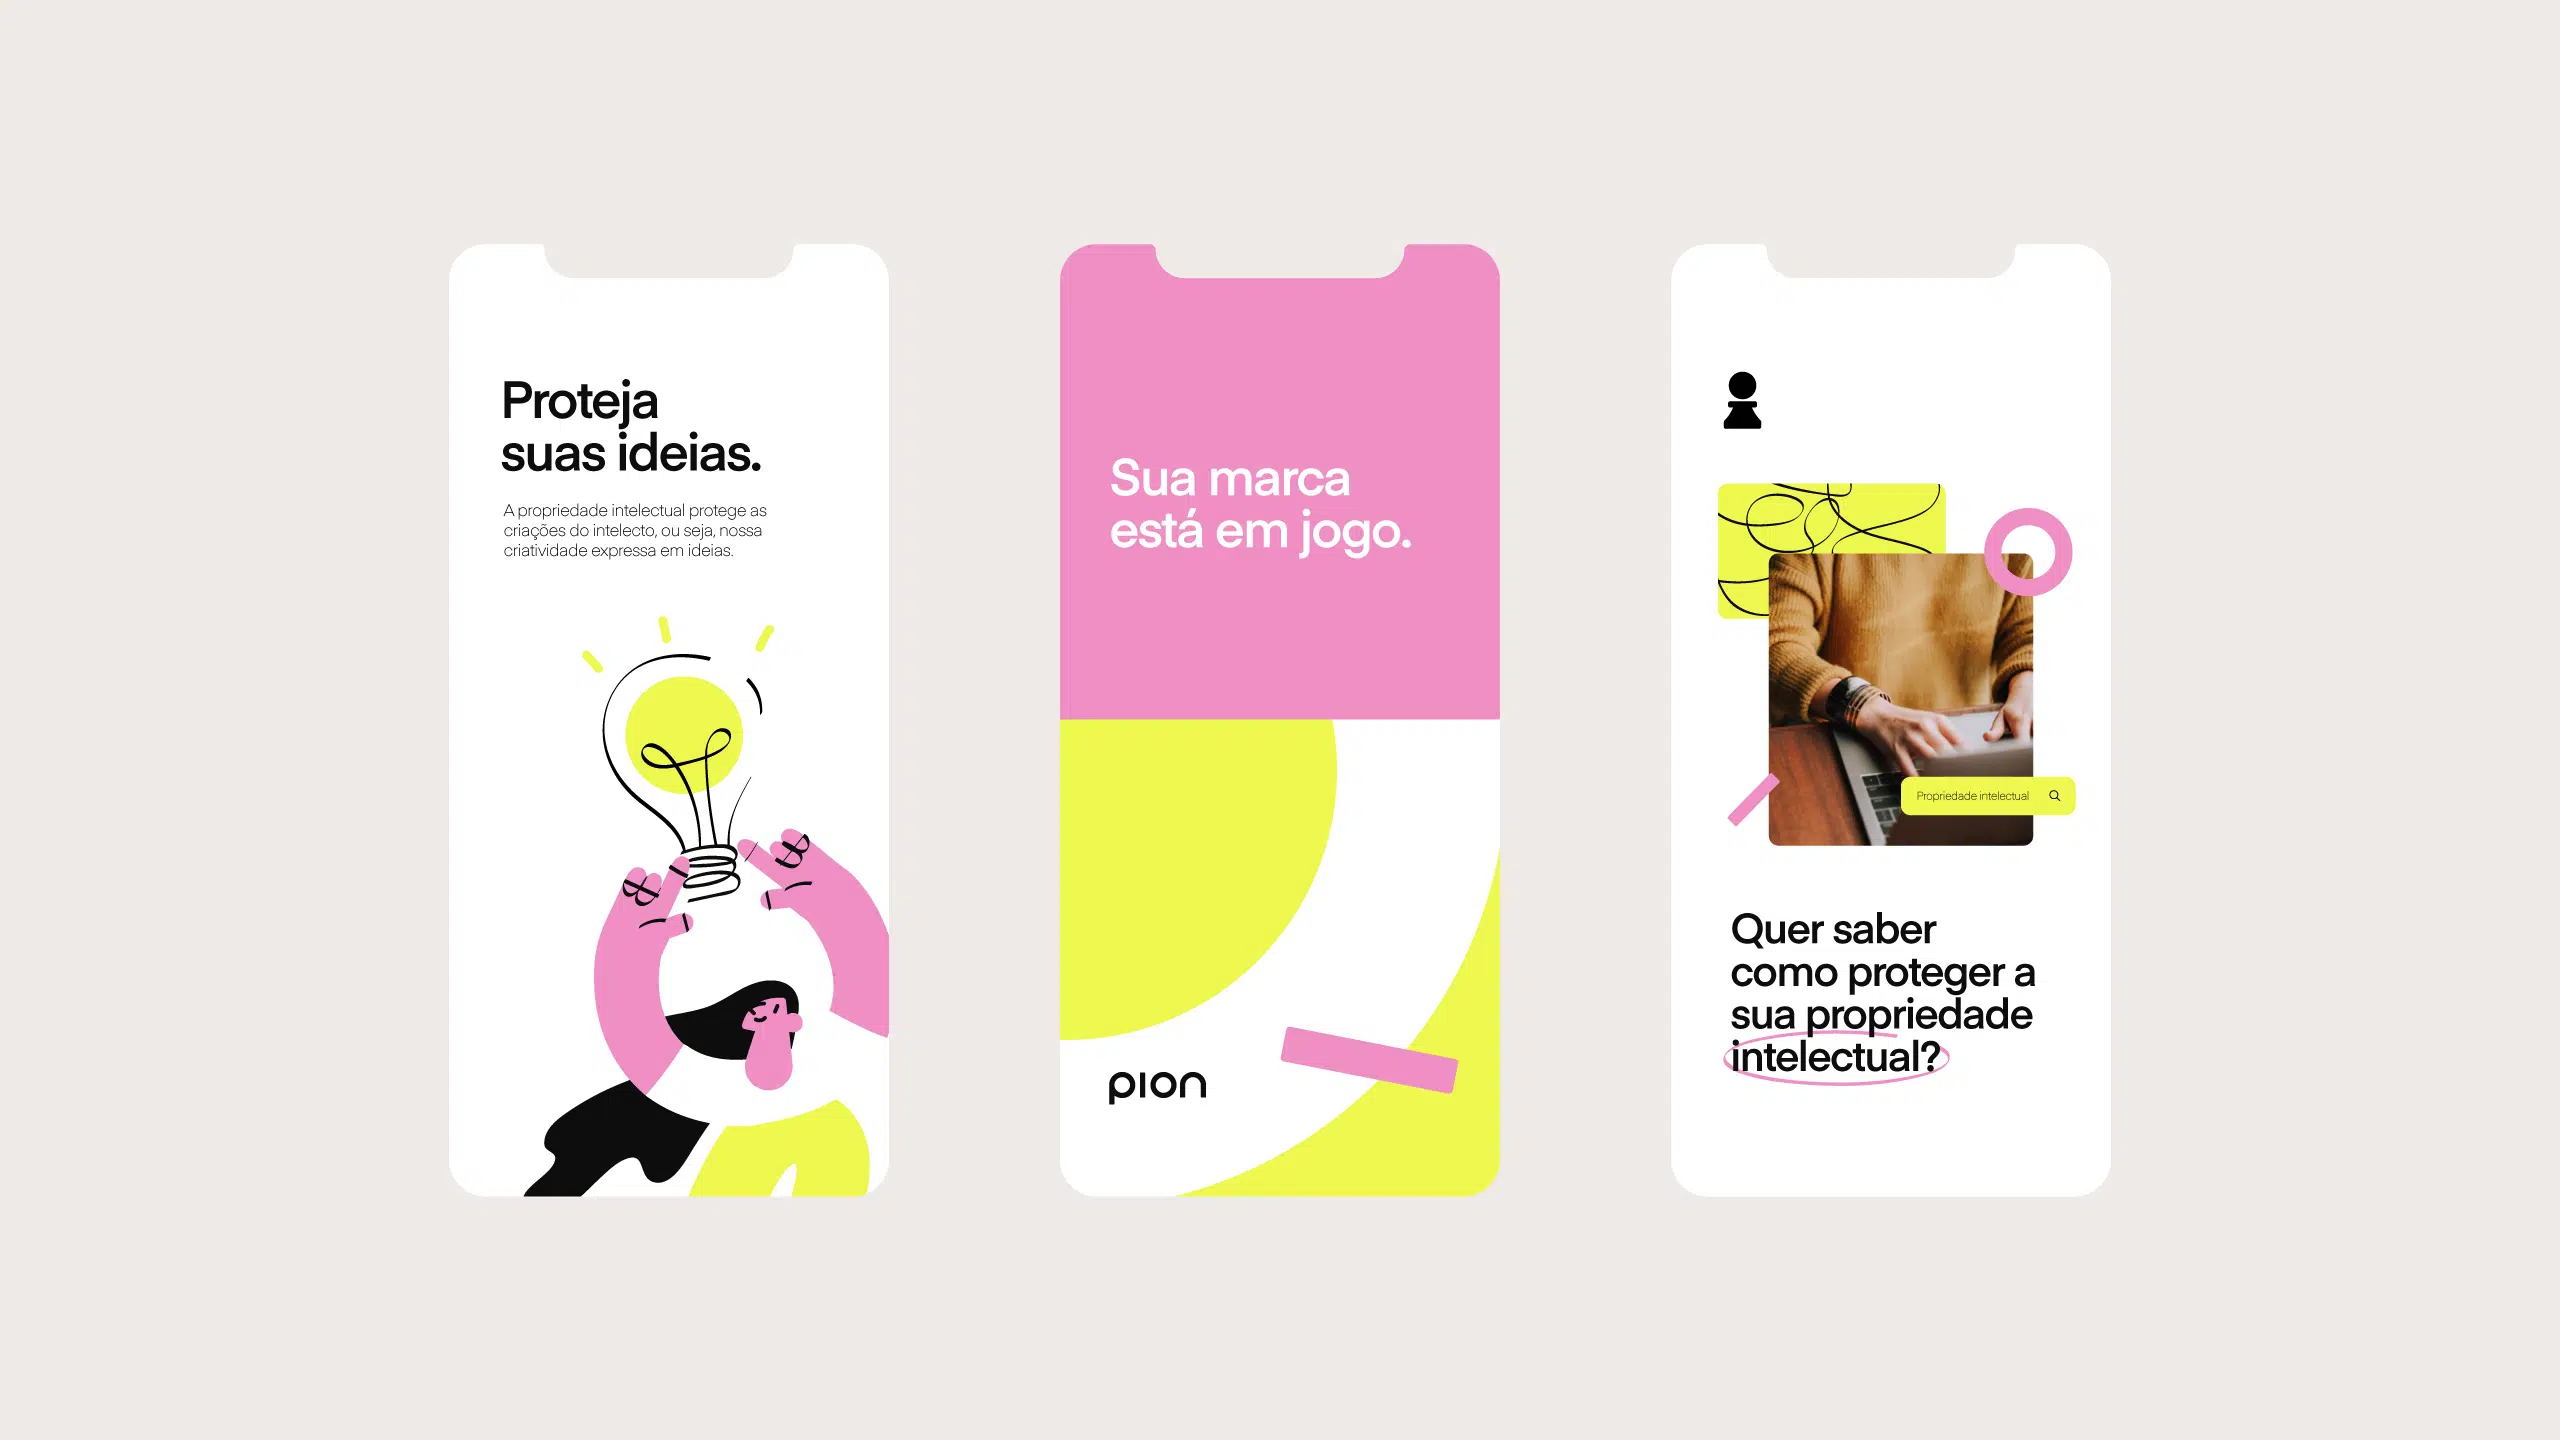 Proteja
suas ideias.
A propriedade intelectual protege as
criações do intelecto, ou seja, nossa
criatividade expressa em ideias.
Sua marca
está em jogo.
pion
Propriedade intelectual
Quer saber
como proteger a
sua propriedade
intelectual?